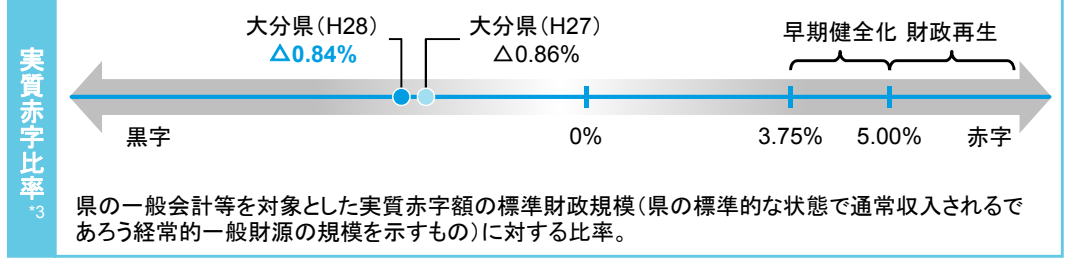 実質赤字比率
*3
大分県(H28)
△0.84%
大分県(H27)
△0.86%
早期健全化 財政再生
黒字
0%
3.75%
5.00%
赤字
県の一般会計等を対象とした実質赤字額の標準財政規模(県の標準的な状態で通常収入されるで
あろう経常的一般財源の規模を示すもの)に対する比率。